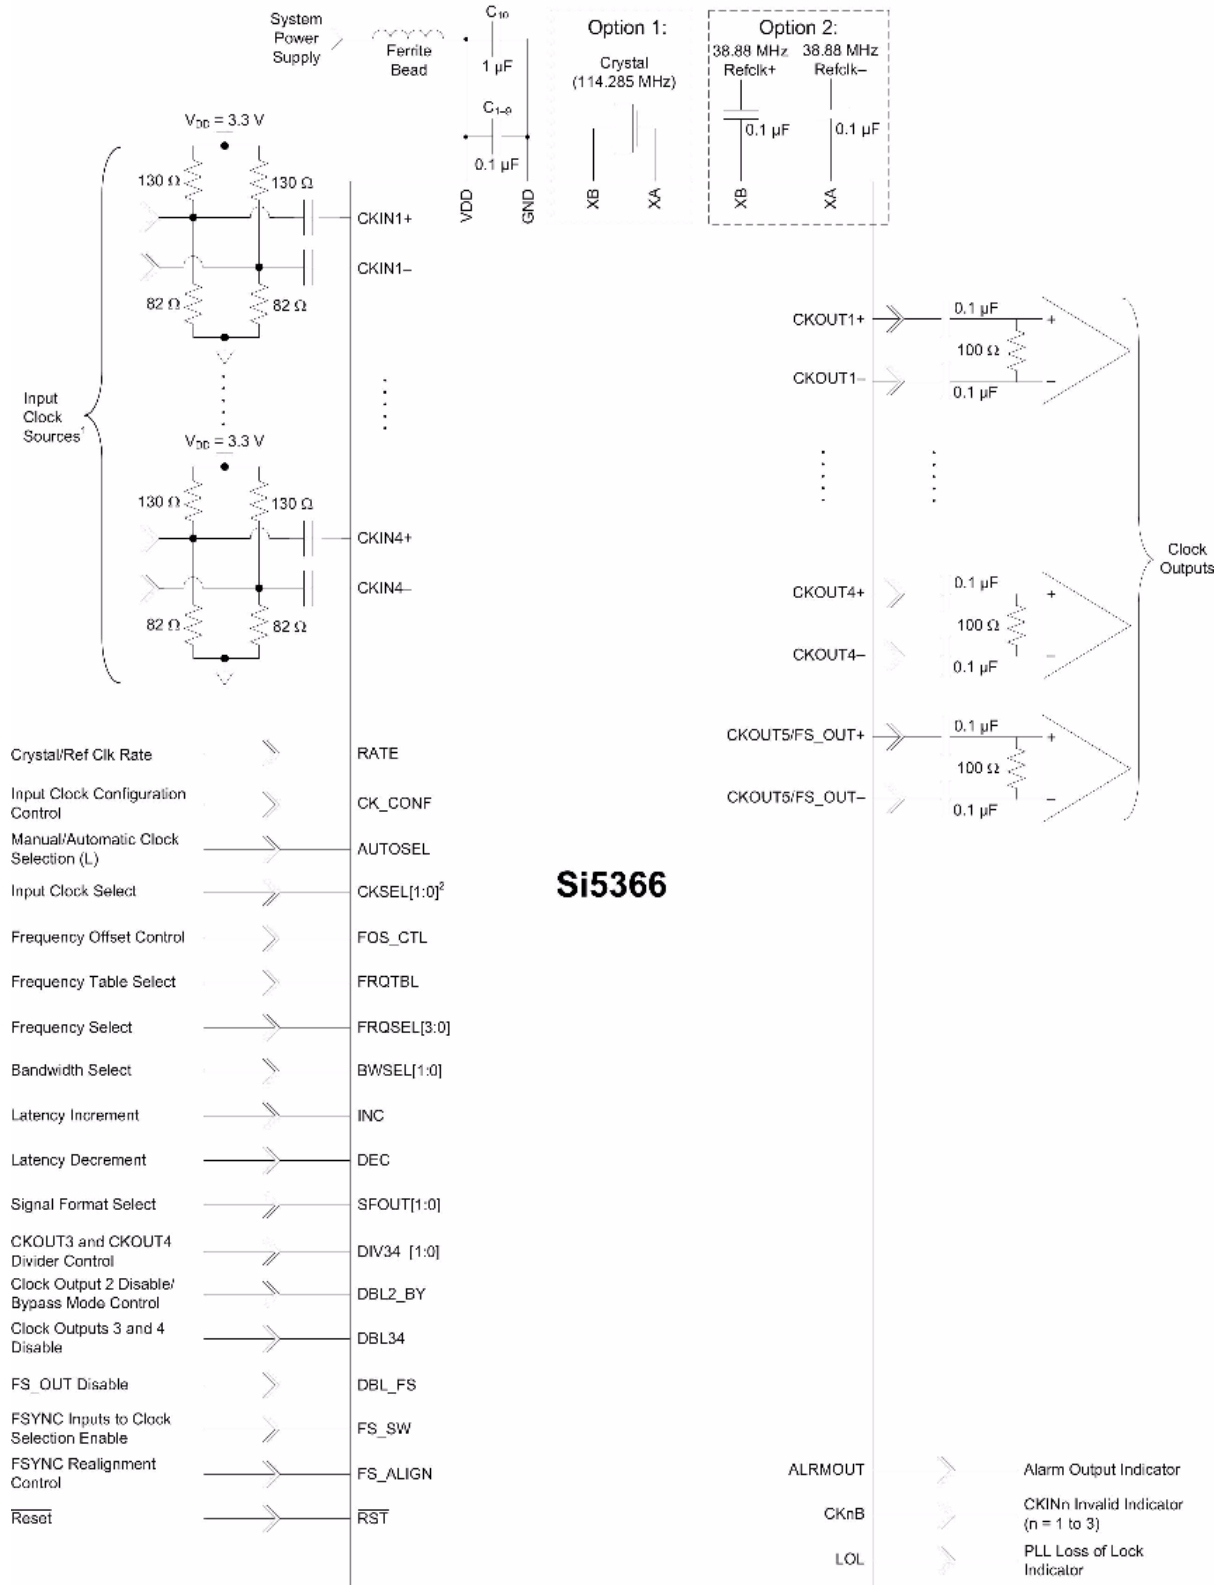 System
Power
Supply
Ferrite
Bead
C10
1 µF
C1–9
0.1 µF
VDD
GND
Option 1:
Crystal
(114.285 MHz)
XB
XA
Option 2:
38.88 MHz
Refclk+
38.88 MHz
Refclk–
0.1 µF
0.1 µF
XB
XA
VDD = 3.3 V
130 Ω
130 Ω
CKIN1+
CKIN1–
82 Ω
82 Ω
Input
Clock
Sources¹
VDD = 3.3 V
130 Ω
130 Ω
CKIN4+
CKIN4–
82 Ω
82 Ω
CKOUT1+
0.1 µF
+
100 Ω
CKOUT1–
0.1 µF
–
CKOUT4+
0.1 µF
+
100 Ω
CKOUT4–
0.1 µF
–
Clock
Outputs
CKOUT5/FS_OUT+
0.1 µF
+
100 Ω
CKOUT5/FS_OUT–
0.1 µF
–
Crystal/Ref Clk Rate
RATE
Input Clock Configuration
Control
CK_CONF
Manual/Automatic Clock
Selection (L)
AUTOSEL
Input Clock Select
CKSEL[1:0]²
Si5366
Frequency Offset Control
FOS_CTL
Frequency Table Select
FRQTBL
Frequency Select
FRQSEL[3:0]
Bandwidth Select
BWSEL[1:0]
Latency Increment
INC
Latency Decrement
DEC
Signal Format Select
SFOUT[1:0]
CKOUT3 and CKOUT4
Divider Control
DIV34 [1:0]
Clock Output 2 Disable/
Bypass Mode Control
DBL2_BY
Clock Outputs 3 and 4
Disable
DBL34
FS_OUT Disable
DBL_FS
FSYNC Inputs to Clock
Selection Enable
FS_SW
FSYNC Realignment
Control
FS_ALIGN
Reset
RST
ALRMOUT
Alarm Output Indicator
CKnB
CKINn Invalid Indicator
(n = 1 to 3)
LOL
PLL Loss of Lock
Indicator